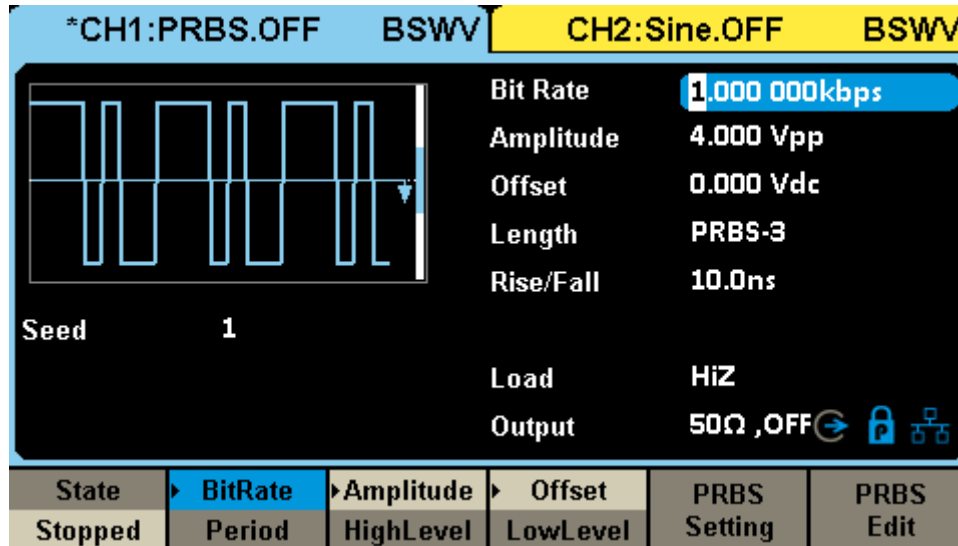 *CH1:PRBS.OFF BSWV CH2:Sine.OFF BSWV
Bit Rate 1.000 000kbps
Amplitude 4.000 Vpp
Offset 0.000 Vdc
Length PRBS-3
Rise/Fall 10.0ns
Seed 1
Load HiZ
Output 50Ω ,OFF P
State BitRate Amplitude Offset PRBS PRBS
Stopped Period HighLevel LowLevel Setting Edit